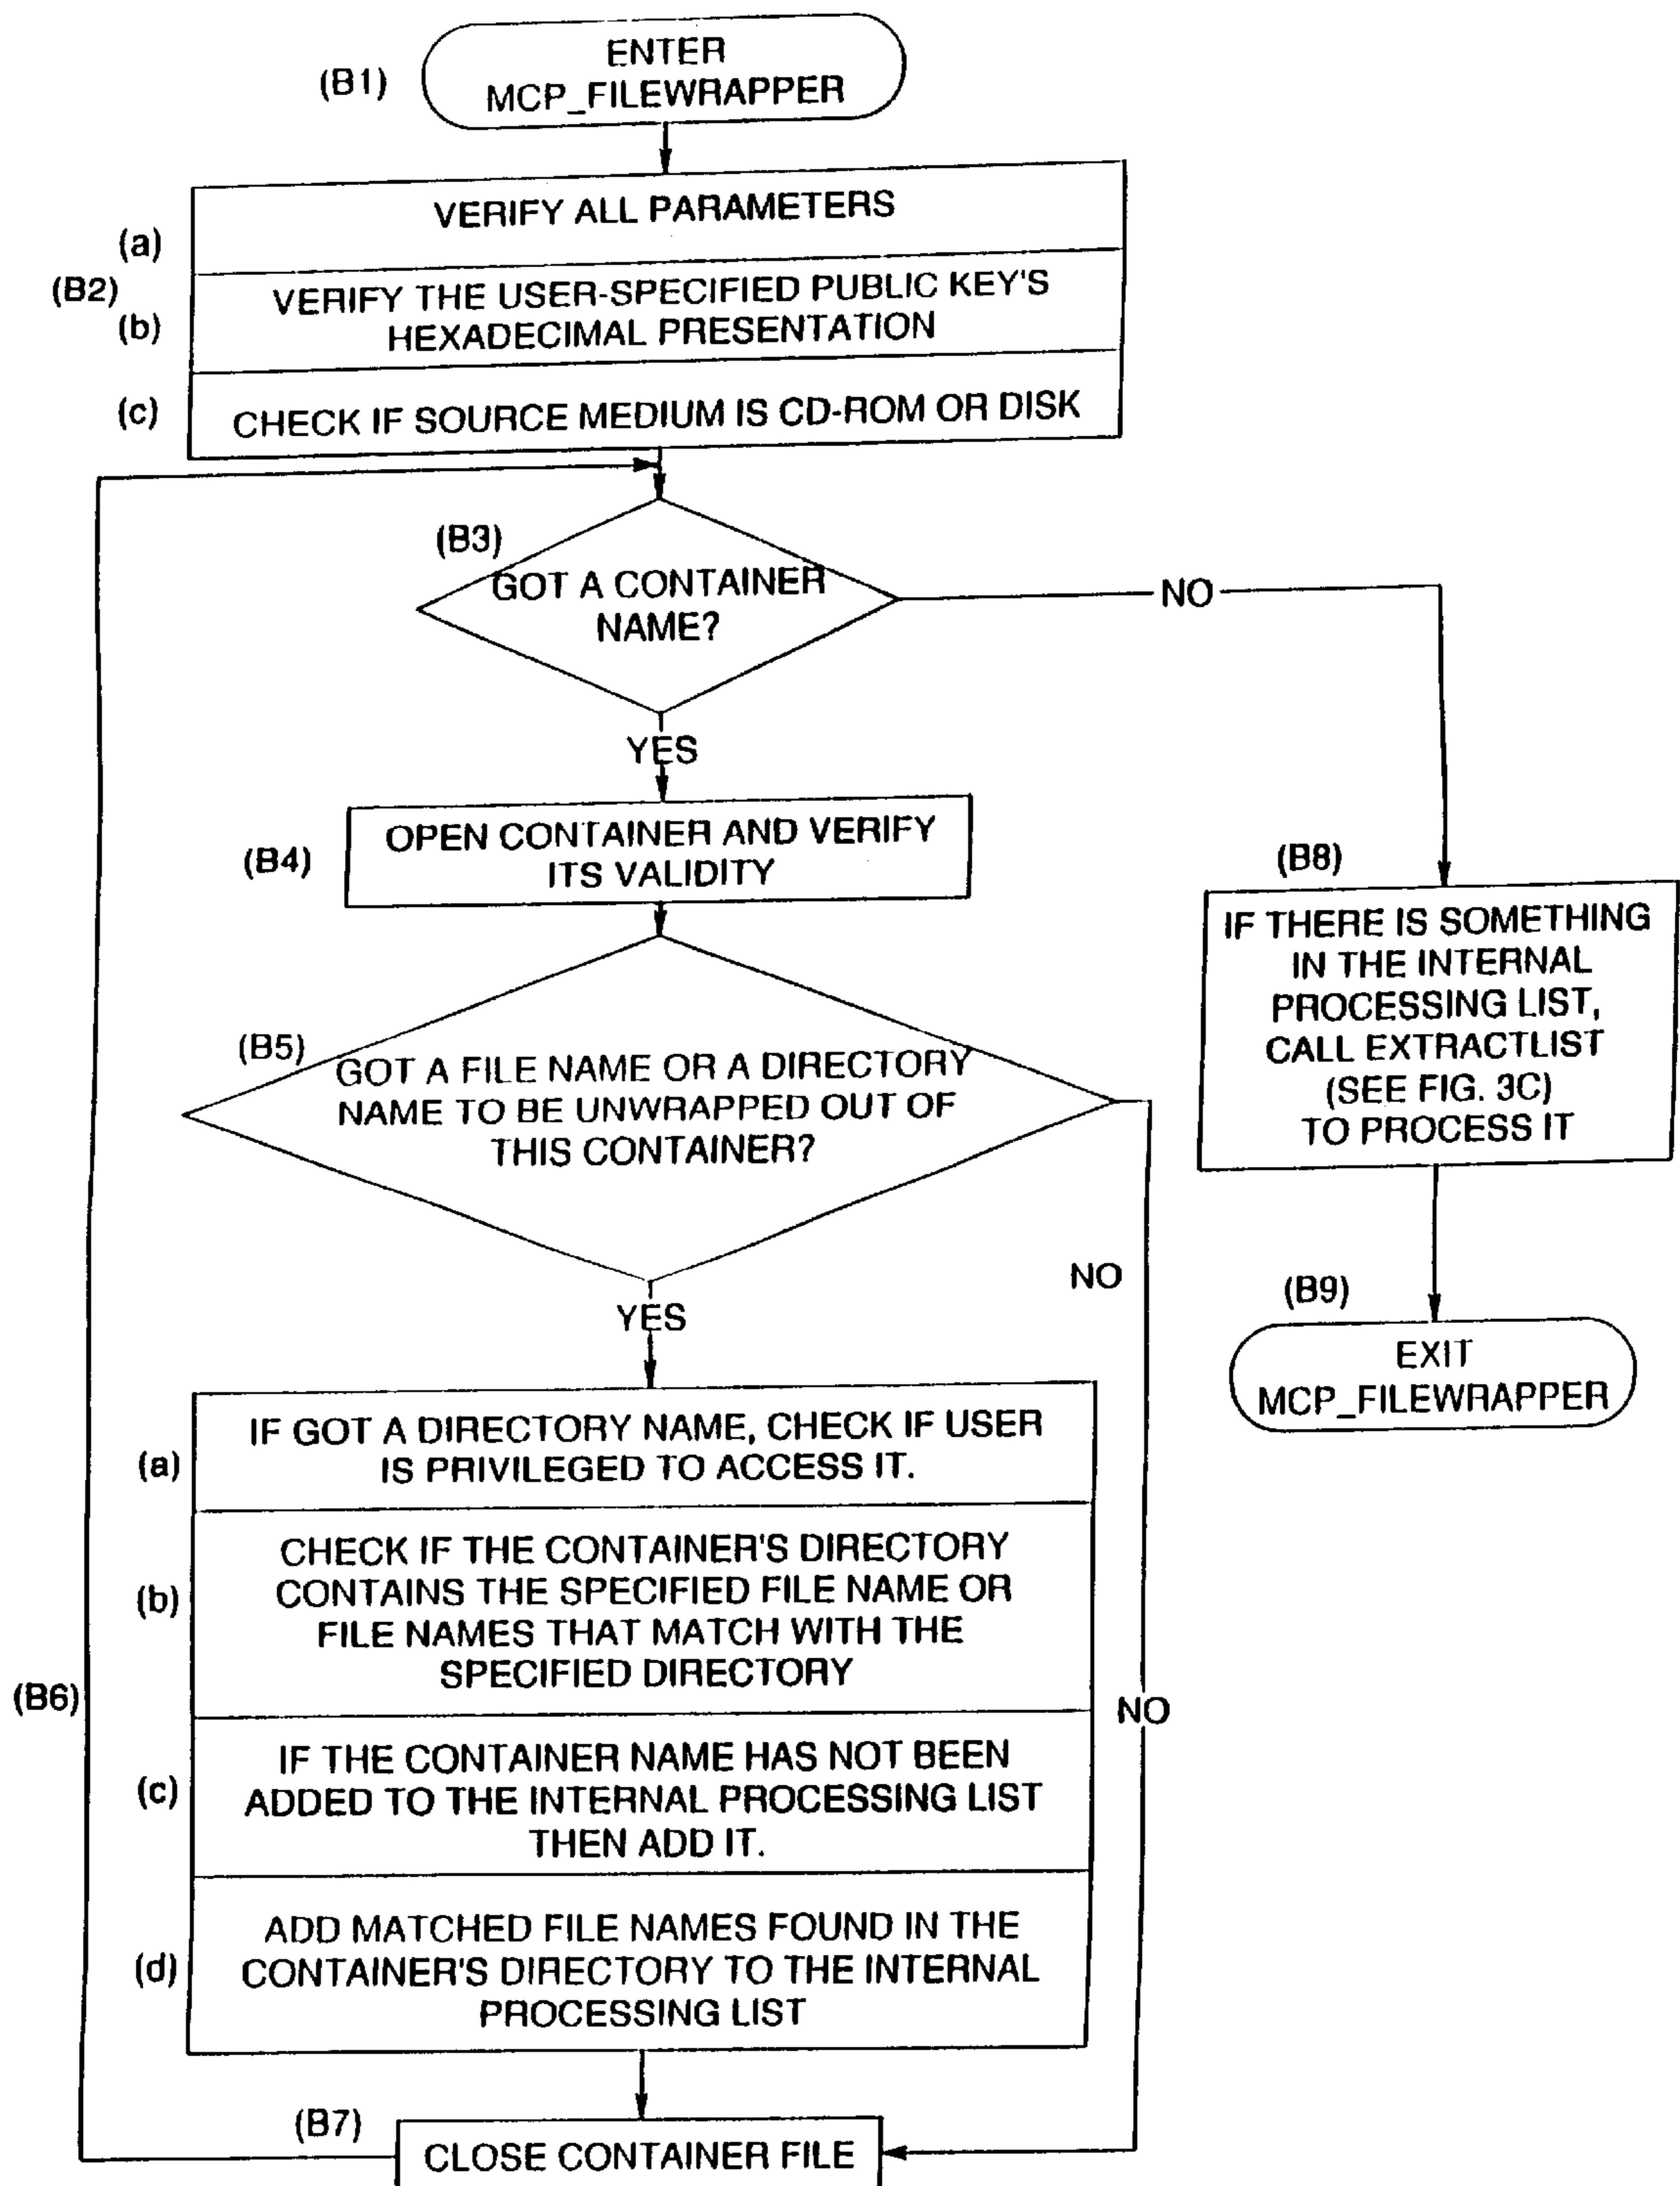 (B1)
ENTER
MCP_FILEWRAPPER
(a)
VERIFY ALL PARAMETERS
(B2)
(b)
VERIFY THE USER-SPECIFIED PUBLIC KEY'S
HEXADECIMAL PRESENTATION
(c)
CHECK IF SOURCE MEDIUM IS CD-ROM OR DISK
(B3)
GOT A CONTAINER
NAME?
NO
YES
(B4)
OPEN CONTAINER AND VERIFY
ITS VALIDITY
(B8)
IF THERE IS SOMETHING
IN THE INTERNAL
PROCESSING LIST,
CALL EXTRACTLIST
(SEE FIG. 3C)
TO PROCESS IT
(B5)
GOT A FILE NAME OR A DIRECTORY
NAME TO BE UNWRAPPED OUT OF
THIS CONTAINER?
NO
YES
(B9)
EXIT
MCP_FILEWRAPPER
(a)
IF GOT A DIRECTORY NAME, CHECK IF USER
IS PRIVILEGED TO ACCESS IT.
(b)
CHECK IF THE CONTAINER'S DIRECTORY
CONTAINS THE SPECIFIED FILE NAME OR
FILE NAMES THAT MATCH WITH THE
SPECIFIED DIRECTORY
(B6)
NO
(c)
IF THE CONTAINER NAME HAS NOT BEEN
ADDED TO THE INTERNAL PROCESSING LIST
THEN ADD IT.
(d)
ADD MATCHED FILE NAMES FOUND IN THE
CONTAINER'S DIRECTORY TO THE INTERNAL
PROCESSING LIST
(B7)
CLOSE CONTAINER FILE